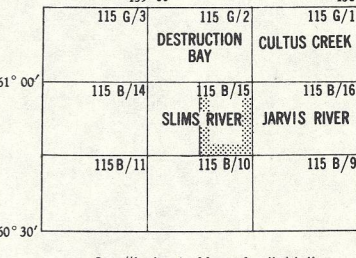 115 G/3 115 G/2 115 G/1
DESTRUCTION BAY CULTUS CREEK
61° 00′
115 B/14 115 B/15 115 B/16
SLIMS RIVER JARVIS RIVER
115 B/11 115 B/10 115 B/9
60° 30′